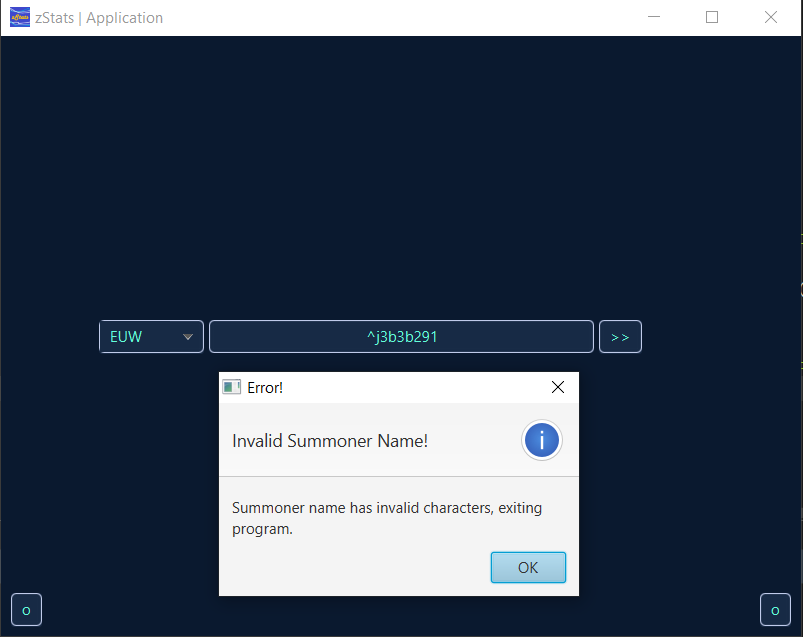 zStats | Application
EUW
^j3b3b291
>>
Error!
Invalid Summoner Name!
Summoner name has invalid characters, exiting
program.
OK
o
o